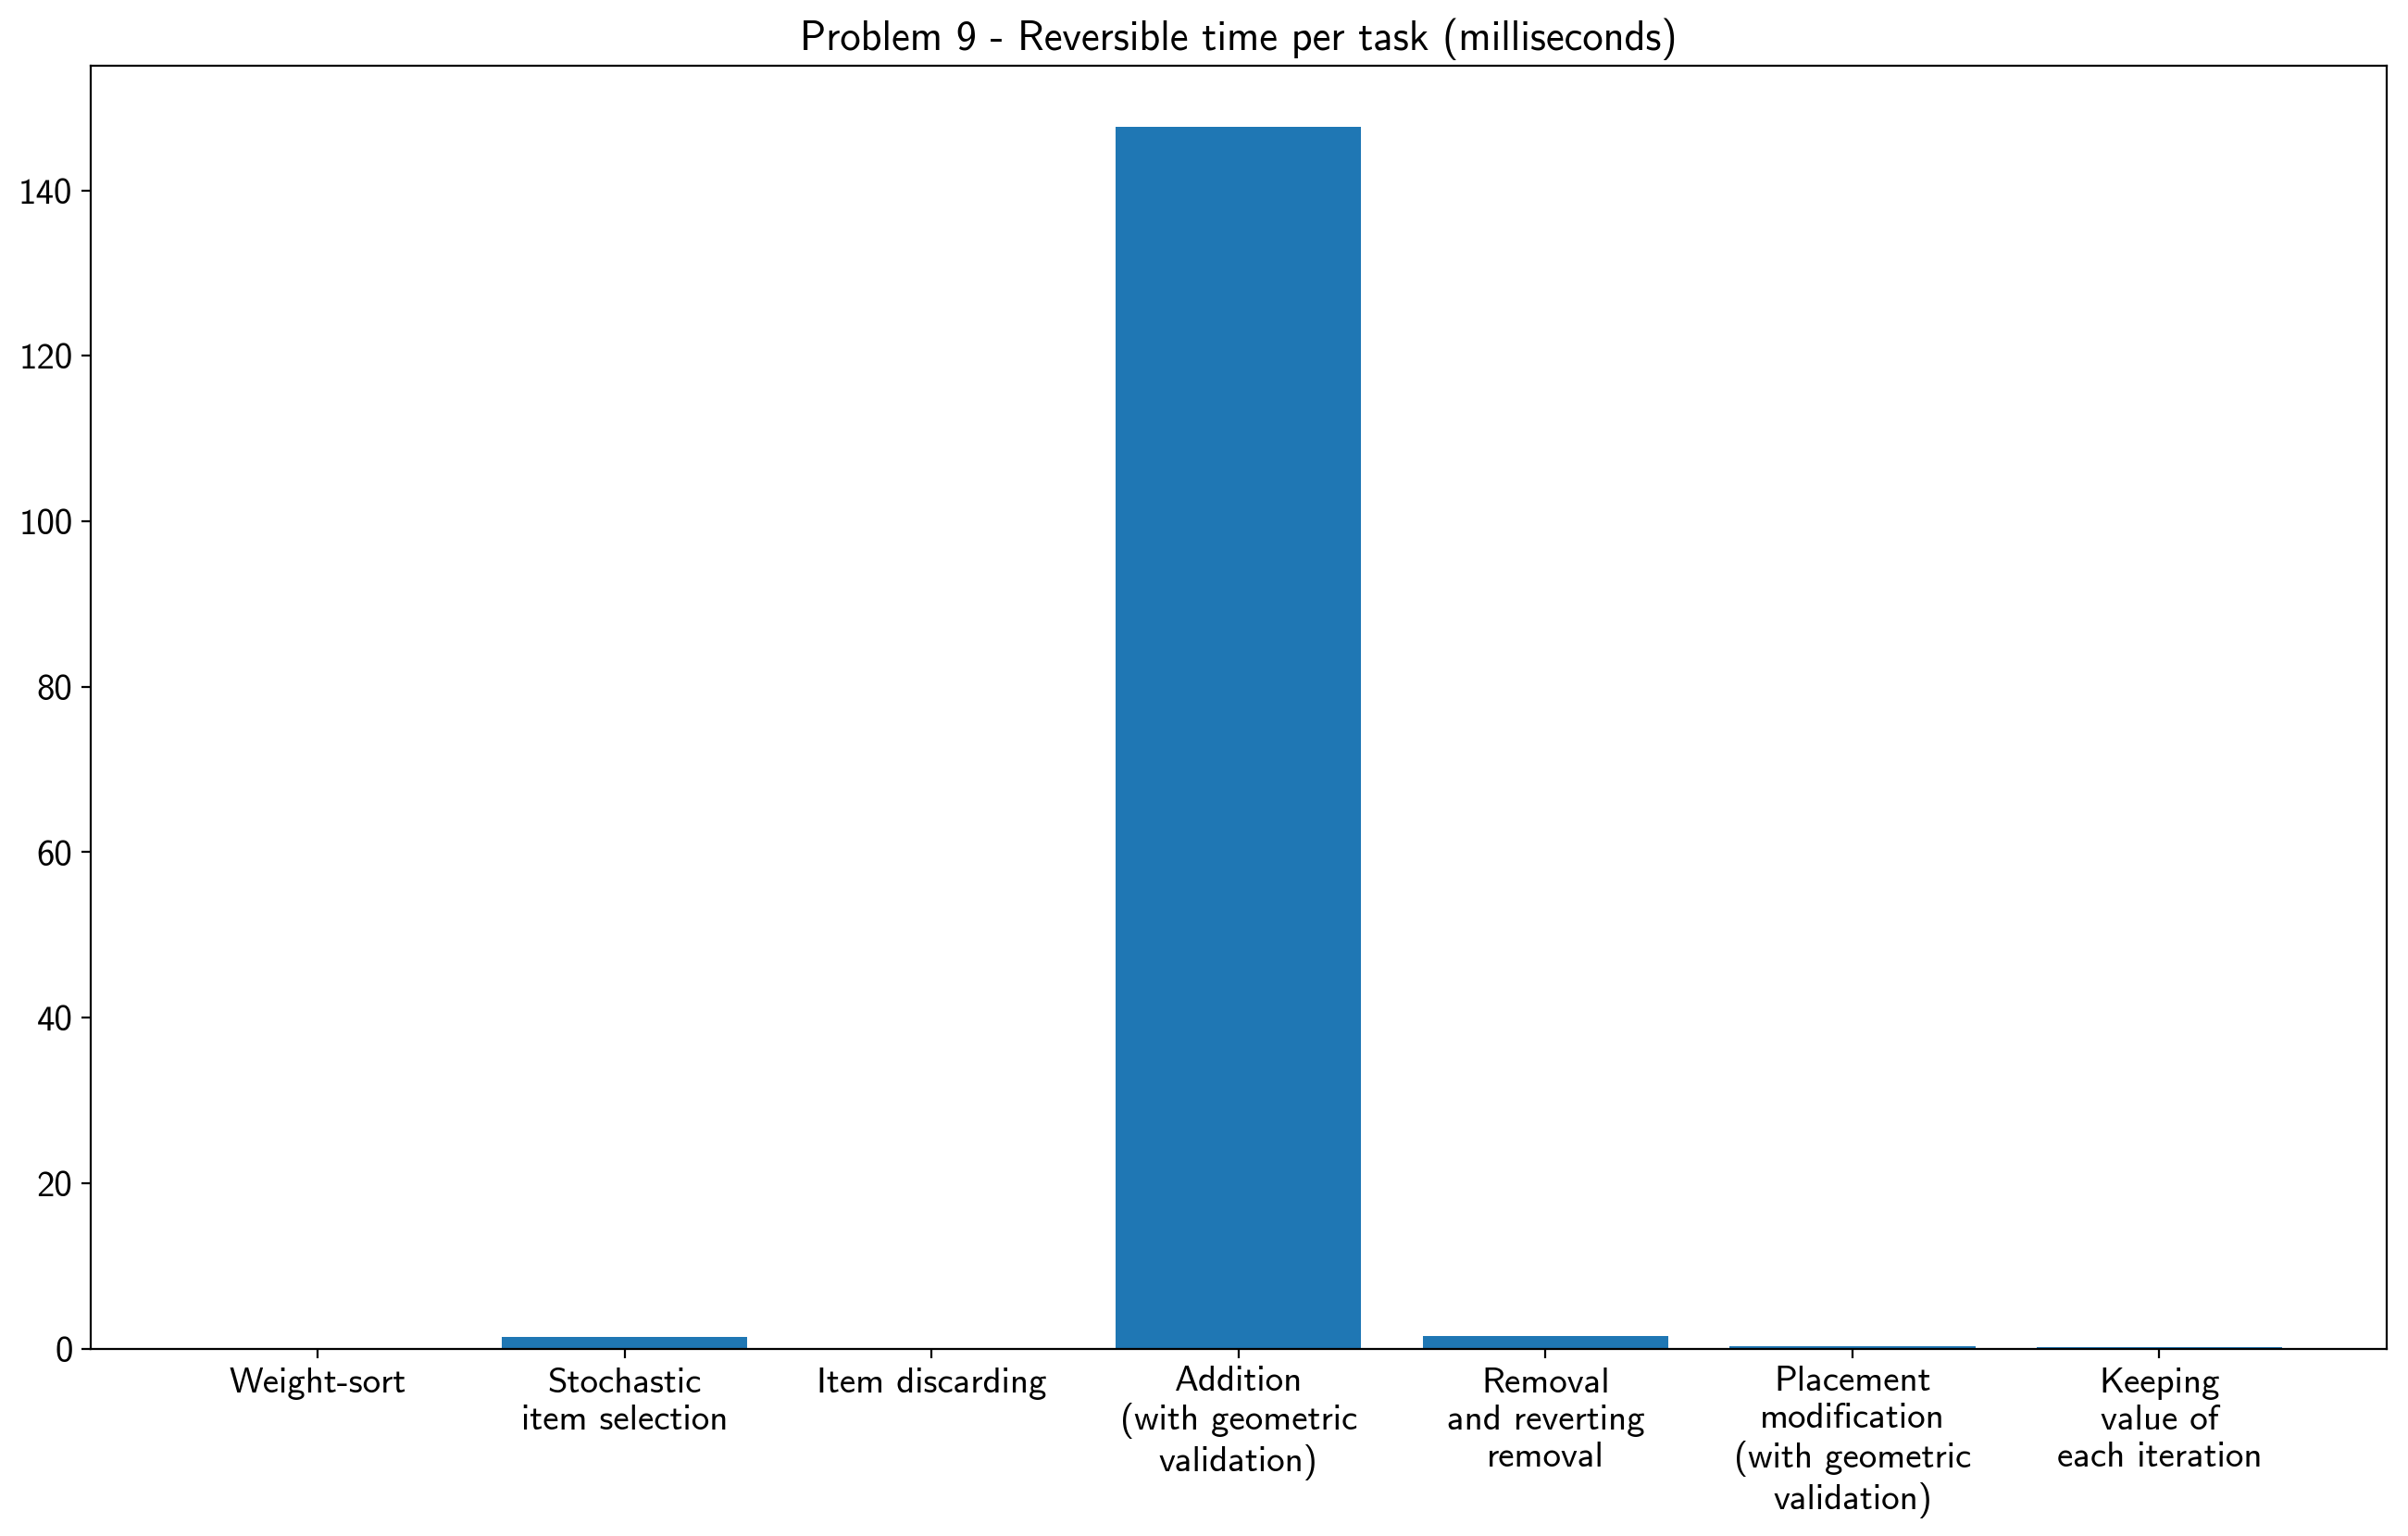 Problem 9 - Reversible time per task (milliseconds)
140
120
100
80
60
40
20
0
Weight-sort
Stochastic
item selection
Item discarding
Addition
(with geometric
validation)
Removal
and reverting
removal
Placement
modification
(with geometric
validation)
Keeping
value of
each iteration